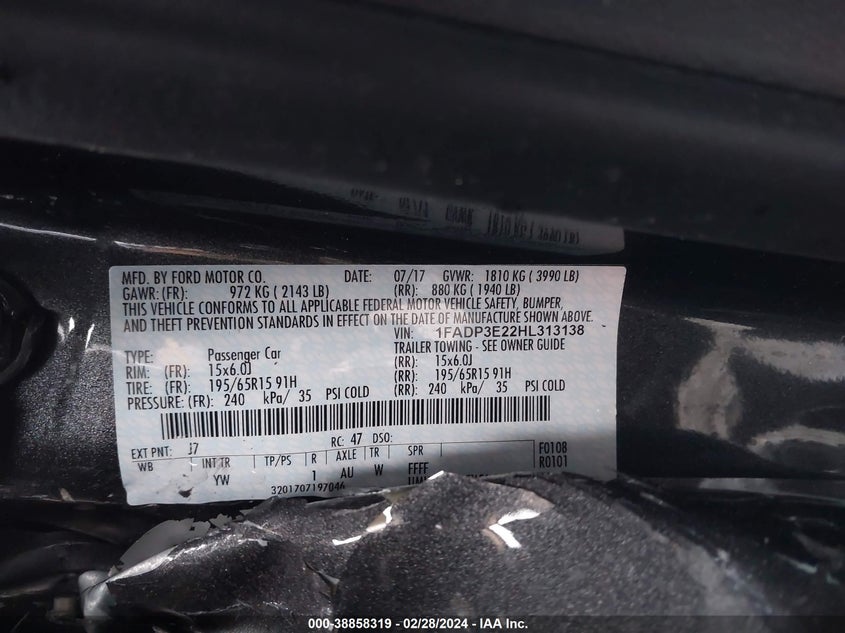 MFD. BY FORD MOTOR CO. DATE: 07/17 GVWR: 1810 KG ( 3990 LB)
GAWR: (FR): 972 KG ( 2143 LB) (RR): 880 KG ( 1940 LB)
THIS VEHICLE CONFORMS TO ALL APPLICABLE FEDERAL MOTOR VEHICLE SAFETY, BUMPER,
AND THEFT PREVENTION STANDARDS IN EFFECT ON THE DATE OF MANUFACTURE SHOWN ABOVE.
VIN: 1FADP3E22HL313138
TYPE: Passenger Car TRAILER TOWING - SEE OWNER GUIDE
RIM: (FR): 15x6.0J (RR): 15x6.0J
TIRE: (FR): 195/65R15 91H (RR): 195/65R15 91H
PRESSURE: (FR): 240 kPa/ 35 PSI COLD (RR): 240 kPa/ 35 PSI COLD
EXT PNT: J7 RC: 47 DSO: F0108
WB INT TR TP/PS R AXLE TR SPR R0101
YW 1 AU W FFFF
3201707197046
000-38858319 - 02/28/2024 - IAA Inc.